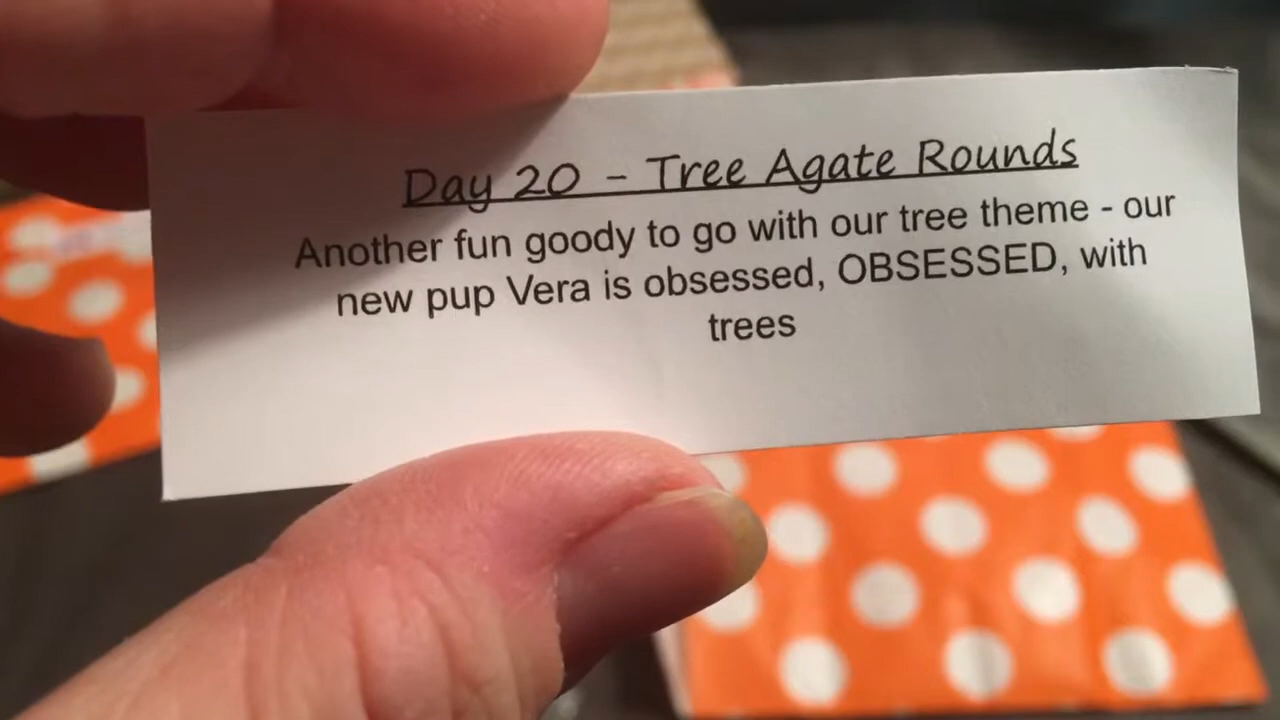 Day 20 - Tree Agate Rounds
Another fun goody to go with our tree theme - our
new pup Vera is obsessed, OBSESSED, with
trees